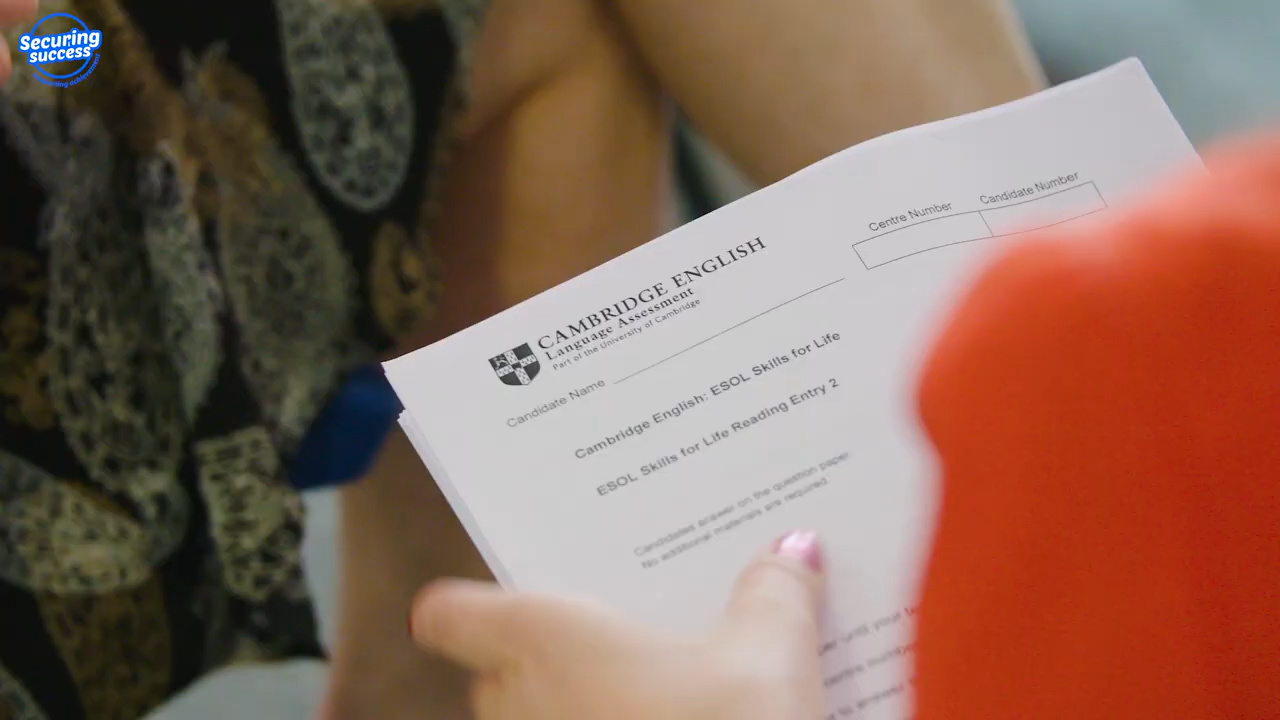 Securing
success
Centre Number
Candidate Number
CAMBRIDGE ENGLISH
Language Assessment
Part of the University of Cambridge
Candidate Name
Cambridge English: ESOL Skills for Life
ESOL Skills for Life Reading Entry 2
Candidates answer on the question paper.
No additional materials are required.
until your